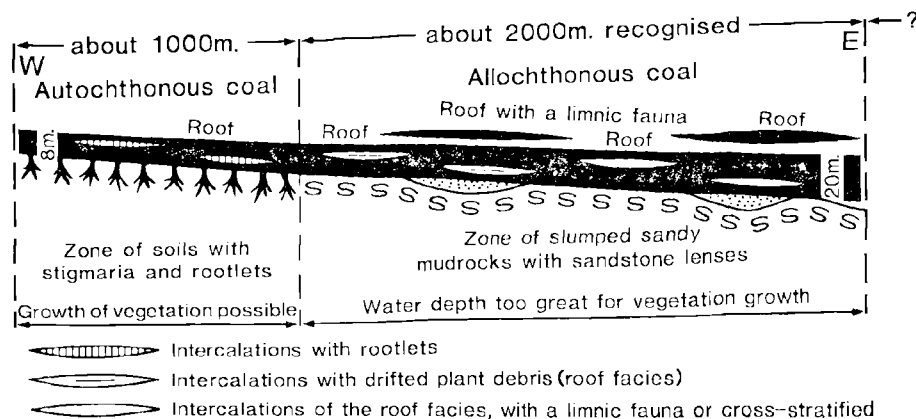 about 1000m.
about 2000m. recognised
?
W
E
Autochthonous coal
Allochthonous coal
Roof with a limnic fauna
Roof
Roof
Roof
Roof
8m.
20m.
S S S S S S S S S S S S S S S
Zone of soils with
stigmaria and rootlets
Zone of slumped sandy
mudrocks with sandstone lenses
Growth of vegetation possible
Water depth too great for vegetation growth
Intercalations with rootlets
Intercalations with drifted plant debris (roof facies)
Intercalations of the roof facies, with a limnic fauna or cross-stratified